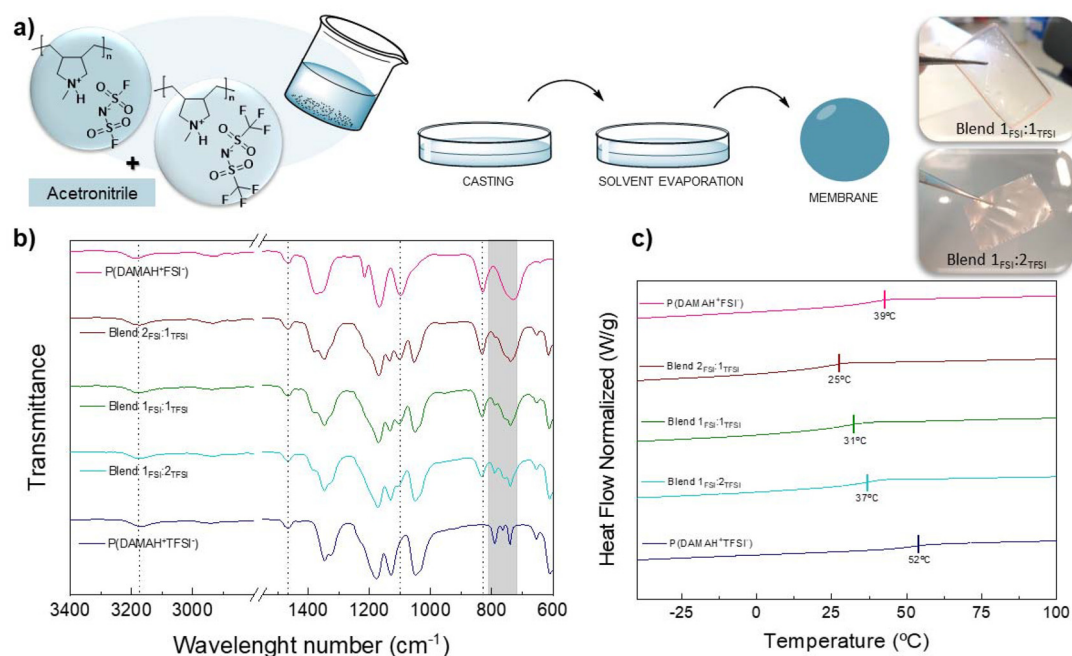 a)
n
n
N⁺
H
O
F
O S
N⁻
O S O
F
+
N⁺
H
O F
O S F
F
N⁻
O S O
F F
F
Acetronitrile
CASTING
SOLVENT EVAPORATION
MEMBRANE
Blend 1FSI:1TFSI
Blend 1FSI:2TFSI
b)
Transmittance
P(DAMAH⁺FSI⁻)
Blend 2FSI:1TFSI
Blend 1FSI:1TFSI
Blend 1FSI:2TFSI
P(DAMAH⁺TFSI⁻)
3400 3200 3000 1400 1200 1000 800 600
Wavelenght number (cm⁻¹)
c)
Heat Flow Normalized (W/g)
P(DAMAH⁺FSI⁻)
39ºC
Blend 2FSI:1TFSI
25ºC
Blend 1FSI:1TFSI
31ºC
Blend 1FSI:2TFSI
37ºC
P(DAMAH⁺TFSI⁻)
52ºC
-25 0 25 50 75 100
Temperature (ºC)